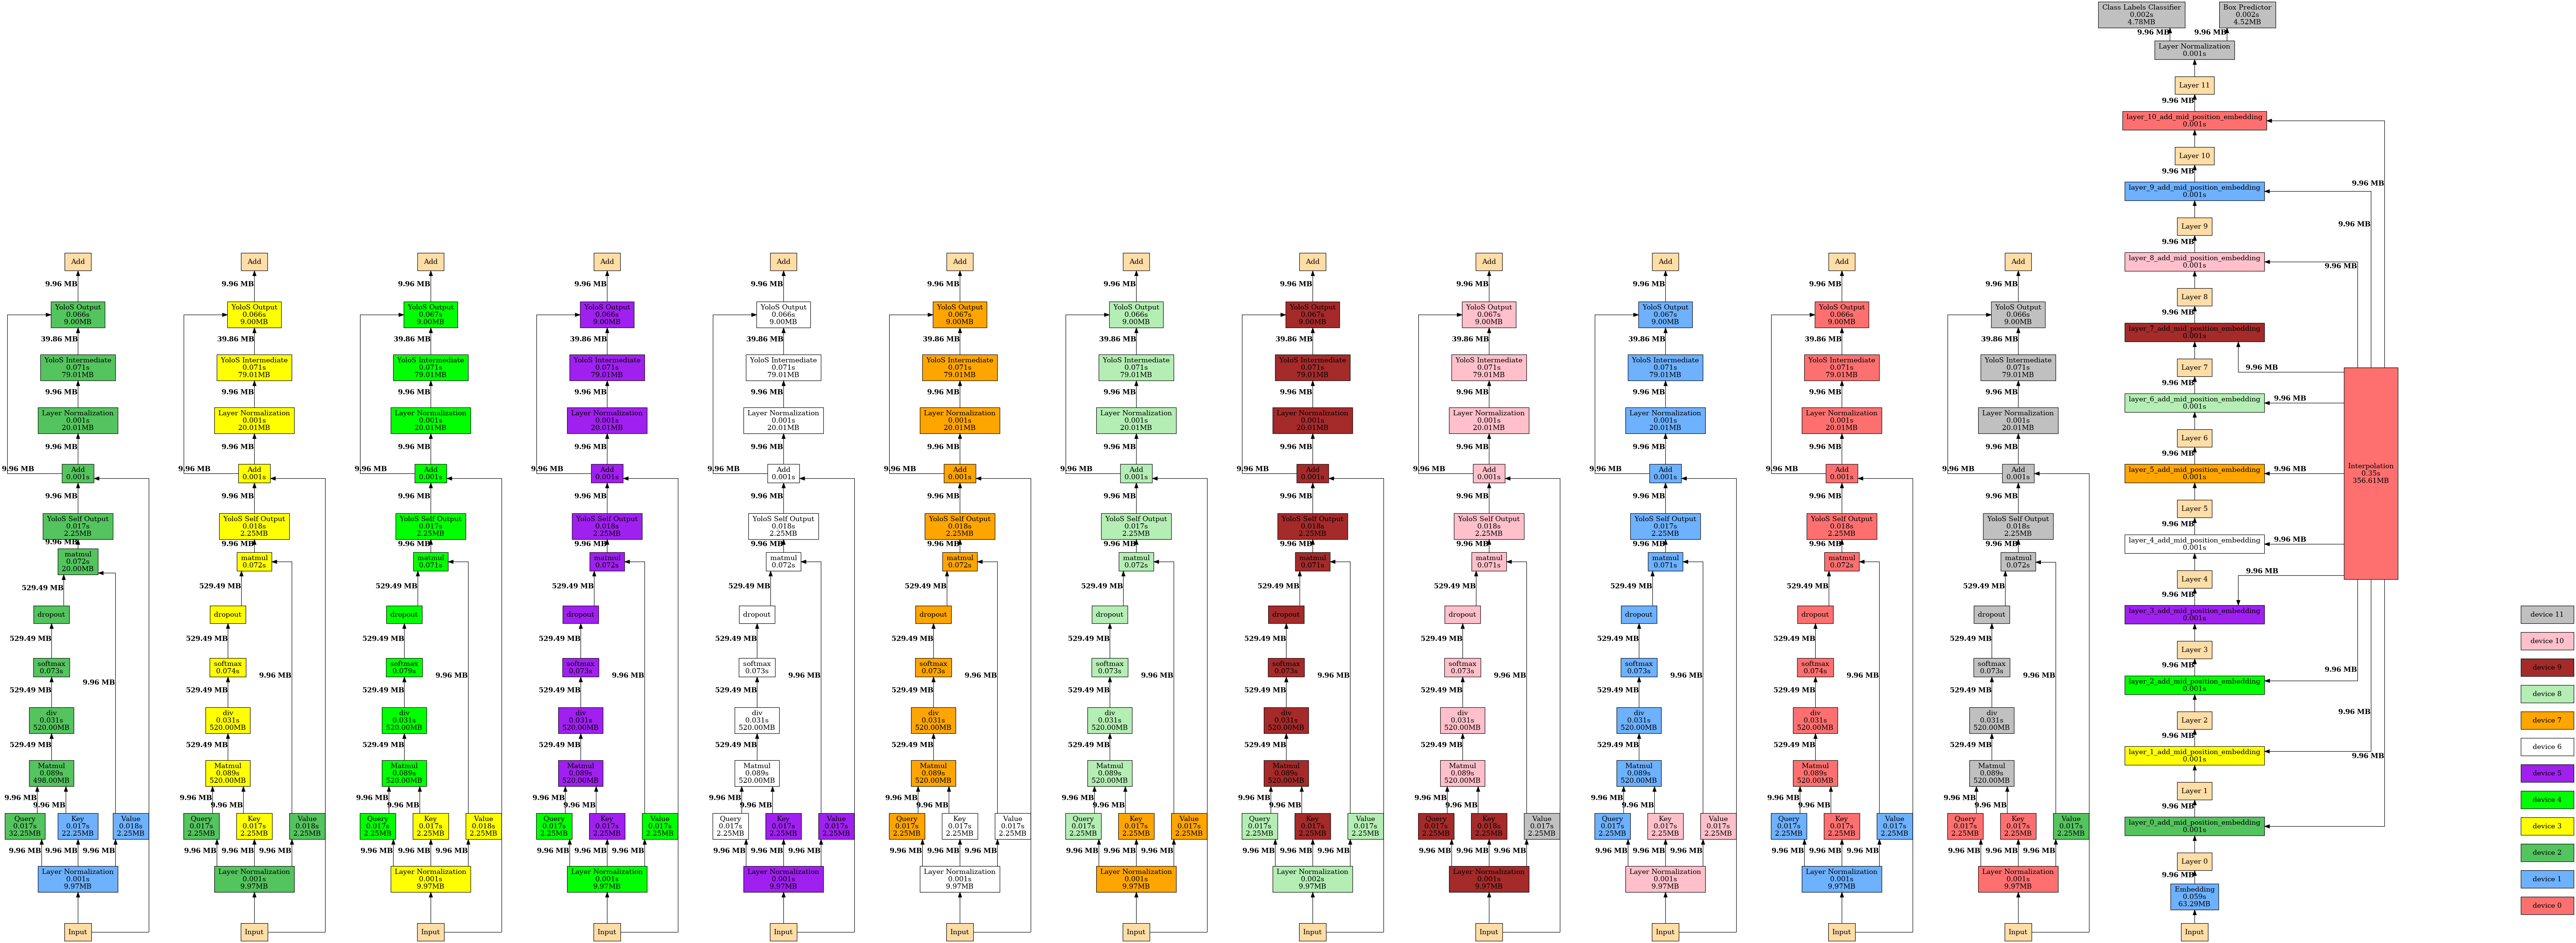 Add
9.96 MB
YoloS Output
0.066s
9.00MB
39.86 MB
YoloS Intermediate
0.071s
79.01MB
9.96 MB
Layer Normalization
0.001s
20.01MB
9.96 MB
9.96 MB
Add
0.001s
9.96 MB
YoloS Self Output
0.017s
2.25MB
9.96 MB
matmul
0.072s
20.00MB
529.49 MB
dropout
529.49 MB
softmax
0.073s
9.96 MB
529.49 MB
div
0.031s
520.00MB
529.49 MB
Matmul
0.089s
498.00MB
9.96 MB
9.96 MB
Query
0.017s
32.25MB
Key
0.017s
22.25MB
Value
0.018s
2.25MB
9.96 MB
9.96 MB
9.96 MB
Layer Normalization
0.001s
9.97MB
Input
Add
9.96 MB
YoloS Output
0.066s
9.00MB
39.86 MB
YoloS Intermediate
0.071s
79.01MB
9.96 MB
Layer Normalization
0.001s
20.01MB
9.96 MB
9.96 MB
Add
0.001s
9.96 MB
YoloS Self Output
0.018s
2.25MB
9.96 MB
matmul
0.072s
529.49 MB
dropout
529.49 MB
softmax
0.074s
9.96 MB
529.49 MB
div
0.031s
520.00MB
529.49 MB
Matmul
0.089s
520.00MB
9.96 MB
9.96 MB
Query
0.017s
2.25MB
Key
0.017s
2.25MB
Value
0.018s
2.25MB
9.96 MB
9.96 MB
9.96 MB
Layer Normalization
0.001s
9.97MB
Input
Add
9.96 MB
YoloS Output
0.067s
9.00MB
39.86 MB
YoloS Intermediate
0.071s
79.01MB
9.96 MB
Layer Normalization
0.001s
20.01MB
9.96 MB
9.96 MB
Add
0.001s
9.96 MB
YoloS Self Output
0.017s
2.25MB
9.96 MB
matmul
0.071s
529.49 MB
dropout
529.49 MB
softmax
0.079s
9.96 MB
529.49 MB
div
0.031s
520.00MB
529.49 MB
Matmul
0.089s
520.00MB
9.96 MB
9.96 MB
Query
0.017s
2.25MB
Key
0.017s
2.25MB
Value
0.018s
2.25MB
9.96 MB
9.96 MB
9.96 MB
Layer Normalization
0.001s
9.97MB
Input
Add
9.96 MB
YoloS Output
0.066s
9.00MB
39.86 MB
YoloS Intermediate
0.071s
79.01MB
9.96 MB
Layer Normalization
0.001s
20.01MB
9.96 MB
9.96 MB
Add
0.001s
9.96 MB
YoloS Self Output
0.018s
2.25MB
9.96 MB
matmul
0.072s
529.49 MB
dropout
529.49 MB
softmax
0.073s
9.96 MB
529.49 MB
div
0.031s
520.00MB
529.49 MB
Matmul
0.089s
520.00MB
9.96 MB
9.96 MB
Query
0.017s
2.25MB
Key
0.017s
2.25MB
Value
0.017s
2.25MB
9.96 MB
9.96 MB
9.96 MB
Layer Normalization
0.001s
9.97MB
Input
Add
9.96 MB
YoloS Output
0.066s
9.00MB
39.86 MB
YoloS Intermediate
0.071s
79.01MB
9.96 MB
Layer Normalization
0.001s
20.01MB
9.96 MB
9.96 MB
Add
0.001s
9.96 MB
YoloS Self Output
0.018s
2.25MB
9.96 MB
matmul
0.072s
529.49 MB
dropout
529.49 MB
softmax
0.073s
9.96 MB
529.49 MB
div
0.031s
520.00MB
529.49 MB
Matmul
0.089s
520.00MB
9.96 MB
9.96 MB
Query
0.017s
2.25MB
Key
0.017s
2.25MB
Value
0.017s
2.25MB
9.96 MB
9.96 MB
9.96 MB
Layer Normalization
0.001s
9.97MB
Input
Add
9.96 MB
YoloS Output
0.067s
9.00MB
39.86 MB
YoloS Intermediate
0.071s
79.01MB
9.96 MB
Layer Normalization
0.001s
20.01MB
9.96 MB
9.96 MB
Add
0.001s
9.96 MB
YoloS Self Output
0.018s
2.25MB
9.96 MB
matmul
0.072s
529.49 MB
dropout
529.49 MB
softmax
0.073s
9.96 MB
529.49 MB
div
0.031s
520.00MB
529.49 MB
Matmul
0.089s
520.00MB
9.96 MB
9.96 MB
Query
0.017s
2.25MB
Key
0.017s
2.25MB
Value
0.017s
2.25MB
9.96 MB
9.96 MB
9.96 MB
Layer Normalization
0.001s
9.97MB
Input
Add
9.96 MB
YoloS Output
0.066s
9.00MB
39.86 MB
YoloS Intermediate
0.071s
79.01MB
9.96 MB
Layer Normalization
0.001s
20.01MB
9.96 MB
9.96 MB
Add
0.001s
9.96 MB
YoloS Self Output
0.017s
2.25MB
9.96 MB
matmul
0.072s
529.49 MB
dropout
529.49 MB
softmax
0.073s
9.96 MB
529.49 MB
div
0.031s
520.00MB
529.49 MB
Matmul
0.089s
520.00MB
9.96 MB
9.96 MB
Query
0.017s
2.25MB
Key
0.017s
2.25MB
Value
0.017s
2.25MB
9.96 MB
9.96 MB
9.96 MB
Layer Normalization
0.001s
9.97MB
Input
Add
9.96 MB
YoloS Output
0.067s
9.00MB
39.86 MB
YoloS Intermediate
0.071s
79.01MB
9.96 MB
Layer Normalization
0.001s
20.01MB
9.96 MB
9.96 MB
Add
0.001s
9.96 MB
YoloS Self Output
0.018s
2.25MB
9.96 MB
matmul
0.071s
529.49 MB
dropout
529.49 MB
softmax
0.073s
9.96 MB
529.49 MB
div
0.031s
520.00MB
529.49 MB
Matmul
0.089s
520.00MB
9.96 MB
9.96 MB
Query
0.017s
2.25MB
Key
0.017s
2.25MB
Value
0.017s
2.25MB
9.96 MB
9.96 MB
9.96 MB
Layer Normalization
0.002s
9.97MB
Input
Add
9.96 MB
YoloS Output
0.067s
9.00MB
39.86 MB
YoloS Intermediate
0.071s
79.01MB
9.96 MB
Layer Normalization
0.001s
20.01MB
9.96 MB
9.96 MB
Add
0.001s
9.96 MB
YoloS Self Output
0.018s
2.25MB
9.96 MB
matmul
0.071s
529.49 MB
dropout
529.49 MB
softmax
0.073s
9.96 MB
529.49 MB
div
0.031s
520.00MB
529.49 MB
Matmul
0.089s
520.00MB
9.96 MB
9.96 MB
Query
0.017s
2.25MB
Key
0.018s
2.25MB
Value
0.017s
2.25MB
9.96 MB
9.96 MB
9.96 MB
Layer Normalization
0.001s
9.97MB
Input
Add
9.96 MB
YoloS Output
0.067s
9.00MB
39.86 MB
YoloS Intermediate
0.071s
79.01MB
9.96 MB
Layer Normalization
0.001s
20.01MB
9.96 MB
9.96 MB
Add
0.001s
9.96 MB
YoloS Self Output
0.017s
2.25MB
9.96 MB
matmul
0.071s
529.49 MB
dropout
529.49 MB
softmax
0.073s
9.96 MB
529.49 MB
div
0.031s
520.00MB
529.49 MB
Matmul
0.089s
520.00MB
9.96 MB
9.96 MB
Query
0.017s
2.25MB
Key
0.017s
2.25MB
Value
0.017s
2.25MB
9.96 MB
9.96 MB
9.96 MB
Layer Normalization
0.001s
9.97MB
Input
Add
9.96 MB
YoloS Output
0.066s
9.00MB
39.86 MB
YoloS Intermediate
0.071s
79.01MB
9.96 MB
Layer Normalization
0.001s
20.01MB
9.96 MB
9.96 MB
Add
0.001s
9.96 MB
YoloS Self Output
0.018s
2.25MB
9.96 MB
matmul
0.072s
529.49 MB
dropout
529.49 MB
softmax
0.074s
9.96 MB
529.49 MB
div
0.031s
520.00MB
529.49 MB
Matmul
0.089s
520.00MB
9.96 MB
9.96 MB
Query
0.017s
2.25MB
Key
0.017s
2.25MB
Value
0.017s
2.25MB
9.96 MB
9.96 MB
9.96 MB
Layer Normalization
0.001s
9.97MB
Input
Add
9.96 MB
YoloS Output
0.066s
9.00MB
39.86 MB
YoloS Intermediate
0.071s
79.01MB
9.96 MB
Layer Normalization
0.001s
20.01MB
9.96 MB
9.96 MB
Add
0.001s
9.96 MB
YoloS Self Output
0.018s
2.25MB
9.96 MB
matmul
0.072s
529.49 MB
dropout
529.49 MB
softmax
0.073s
9.96 MB
529.49 MB
div
0.031s
520.00MB
529.49 MB
Matmul
0.089s
520.00MB
9.96 MB
9.96 MB
Query
0.017s
2.25MB
Key
0.017s
2.25MB
Value
0.017s
2.25MB
9.96 MB
9.96 MB
9.96 MB
Layer Normalization
0.001s
9.97MB
Input
Class Labels Classifier
0.002s
4.78MB
Box Predictor
0.002s
4.52MB
9.96 MB
9.96 MB
Layer Normalization
0.001s
Layer 11
9.96 MB
layer_10_add_mid_position_embedding
0.001s
Layer 10
9.96 MB
9.96 MB
layer_9_add_mid_position_embedding
0.001s
Layer 9
9.96 MB
9.96 MB
layer_8_add_mid_position_embedding
0.001s
9.96 MB
Layer 8
9.96 MB
layer_7_add_mid_position_embedding
0.001s
Layer 7
9.96 MB
9.96 MB
layer_6_add_mid_position_embedding
0.001s
9.96 MB
Layer 6
9.96 MB
layer_5_add_mid_position_embedding
0.001s
9.96 MB
Interpolation
0.35s
356.61MB
Layer 5
9.96 MB
layer_4_add_mid_position_embedding
0.001s
9.96 MB
Layer 4
9.96 MB
9.96 MB
layer_3_add_mid_position_embedding
0.001s
Layer 3
9.96 MB
9.96 MB
layer_2_add_mid_position_embedding
0.001s
Layer 2
9.96 MB
9.96 MB
layer_1_add_mid_position_embedding
0.001s
9.96 MB
Layer 1
9.96 MB
layer_0_add_mid_position_embedding
0.001s
Layer 0
9.96 MB
Embedding
0.059s
63.29MB
Input
device 11
device 10
device 9
device 8
device 7
device 6
device 5
device 4
device 3
device 2
device 1
device 0